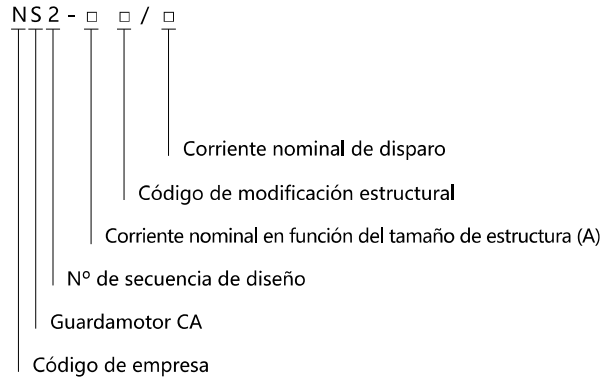 NS2-□ □/□
Corriente nominal de disparo
Código de modificación estructural
Corriente nominal en función del tamaño de estructura (A)
Nº de secuencia de diseño
Guardamotor CA
Código de empresa